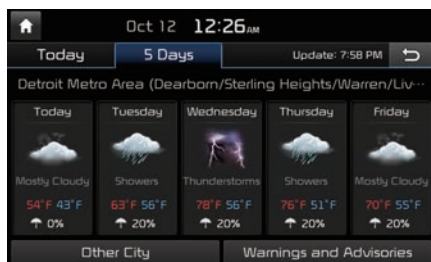 Oct 12 12:26AM
Today 5 Days Update: 7:58 PM
Detroit Metro Area (Dearborn/Sterling Heights/Warren/Liv···
Today Tuesday Wednesday Thursday Friday
Mostly Cloudy Showers Thunderstorms Showers Mostly Cloudy
54°F 43°F 63°F 56°F 78°F 56°F 76°F 51°F 70°F 55°F
0% 20% 20% 20% 20%
Other City Warnings and Advisories